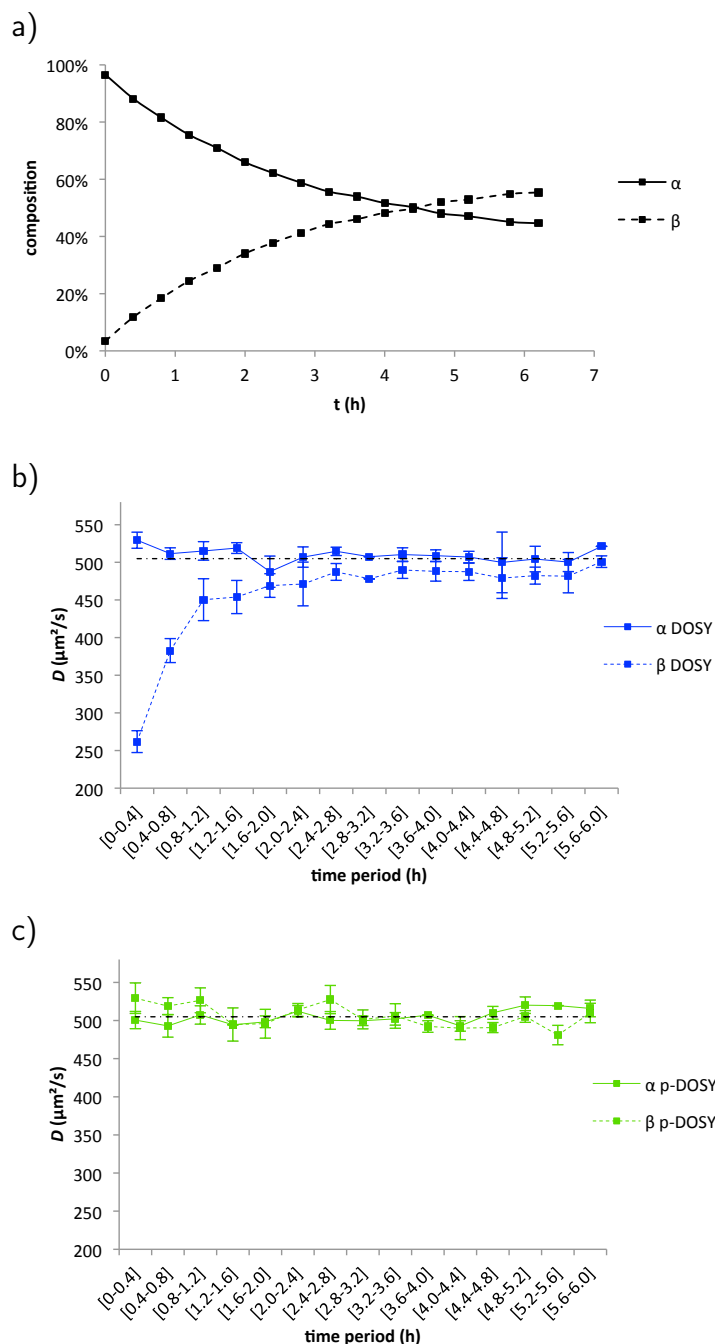 a)
100%
80%
60%
40%
20%
0%
composition
0 1 2 3 4 5 6 7
t (h)
α
β
b)
550
500
450
400
350
300
250
200
D (μm²/s)
[0-0.4] [0.4-0.8] [0.8-1.2] [1.2-1.6] [1.6-2.0] [2.0-2.4] [2.4-2.8] [2.8-3.2] [3.2-3.6] [3.6-4.0] [4.0-4.4] [4.4-4.8] [4.8-5.2] [5.2-5.6] [5.6-6.0]
time period (h)
α DOSY
β DOSY
c)
550
500
450
400
350
300
250
200
D (μm²/s)
[0-0.4] [0.4-0.8] [0.8-1.2] [1.2-1.6] [1.6-2.0] [2.0-2.4] [2.4-2.8] [2.8-3.2] [3.2-3.6] [3.6-4.0] [4.0-4.4] [4.4-4.8] [4.8-5.2] [5.2-5.6] [5.6-6.0]
time period (h)
α p-DOSY
β p-DOSY